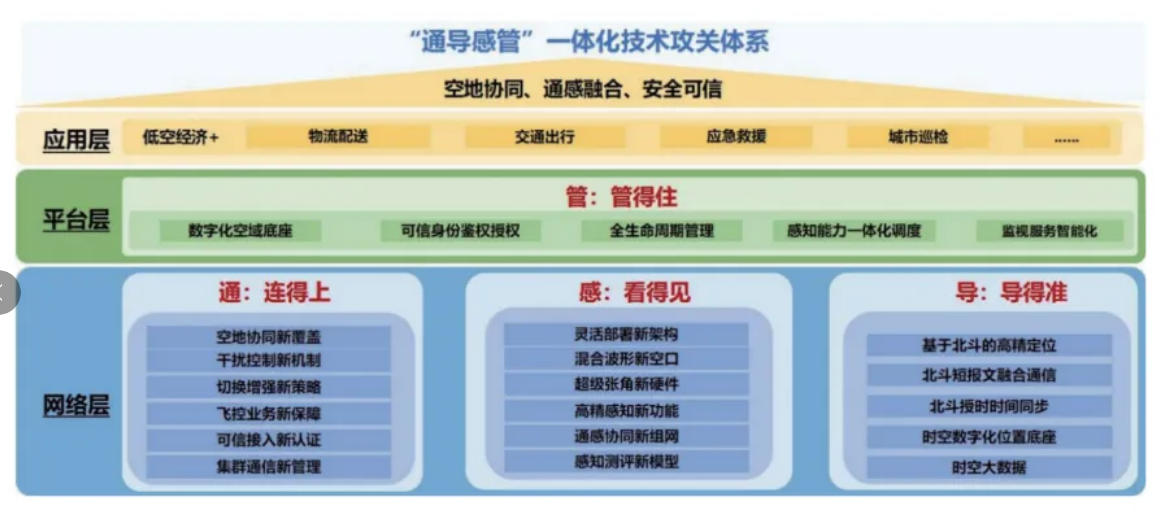 “通导感管”一体化技术攻关体系
空地协同、通感融合、安全可信
应用层
低空经济+
物流配送
交通出行
应急救援
城市巡检
......
平台层
管：管得住
数字化空域底座
可信身份鉴权授权
全生命周期管理
感知能力一体化调度
监视服务智能化
网络层
通：连得上
空地协同新覆盖
干扰控制新机制
切换增强新策略
飞控业务新保障
可信接入新认证
集群通信新管理
感：看得见
灵活部署新架构
混合波形新空口
超级张角新硬件
高精感知新功能
通感协同新组网
感知测评新模型
导：导得准
基于北斗的高精定位
北斗短报文融合通信
北斗授时时间同步
时空数字化位置底座
时空大数据